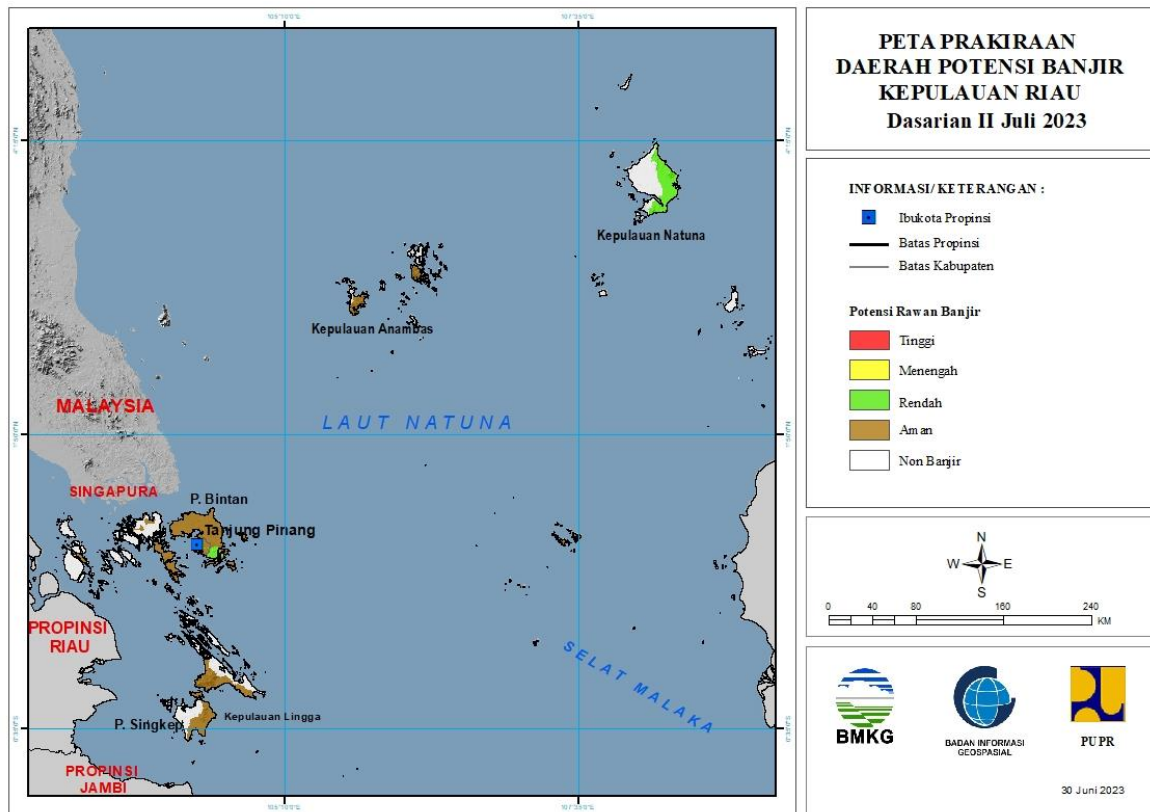 PETA PRAKIRAAN
DAERAH POTENSI BANJIR
KEPULAUAN RIAU
Dasarian II Juli 2023
INFORMASI/ KETERANGAN :
Ibukota Propinsi
Batas Propinsi
Batas Kabupaten
Potensi Rawan Banjir
Tinggi
Menengah
Rendah
Aman
Non Banjir
N
W E
S
0 40 80 160 240
KM
BMKG
BADAN INFORMASI
GEOSPASIAL
PUPR
30 Juni 2023
Kepulauan Natuna
Kepulauan Anambas
MALAYSIA
LAUT NATUNA
SINGAPURA
P. Bintan
Tanjung Pinang
PROPINSI
RIAU
SELAT MALAKA
P. Singkep
Kepulauan Lingga
PROPINSI
JAMBI